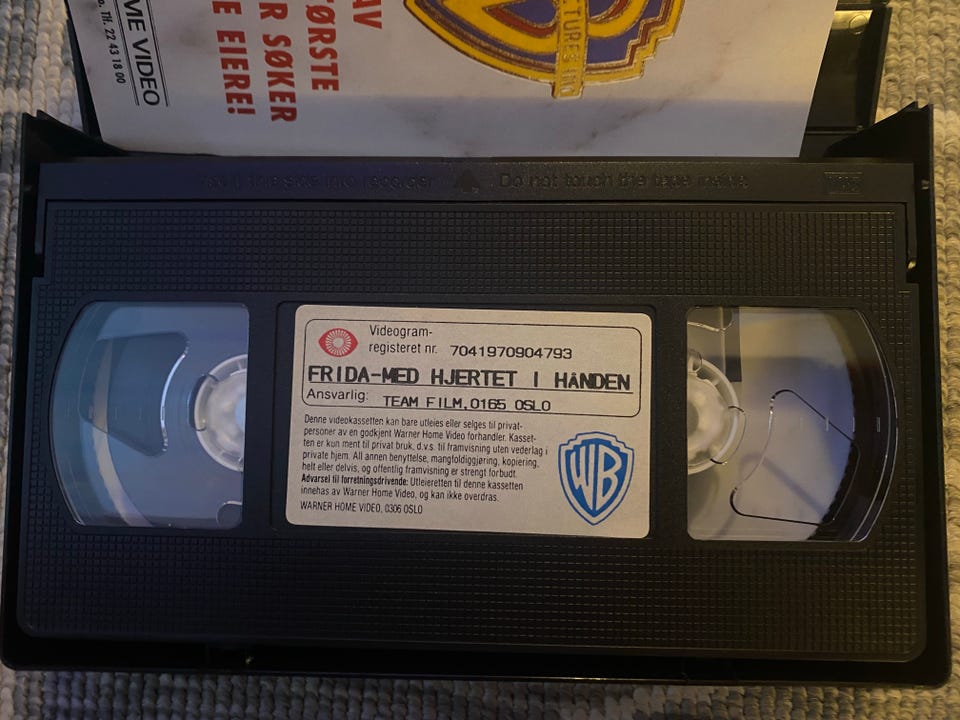 ME VIDEO
o. Tlf. 22 43 18 00
AV
TØRSTE
R SØKER
E EIERE!
TURES INC
Do not touch the tape inside
VHS
Videogram-
registeret nr. 7041970904793
FRIDA-MED HJERTET I HÅNDEN
Ansvarlig: TEAM FILM,0165 OSLO
Denne videokassetten kan bare utleies eller selges til privat-
personer av en godkjent Warner Home Video forhandler. Kasset-
ten er kun ment til privat bruk, d.v.s. til framvisning uten vederlag i
private hjem. All annen benyttelse, mangfoldiggjøring, kopiering,
helt eller delvis, og offentlig framvisning er strengt forbudt.
Advarsel til forretningsdrivende: Utleieretten til denne kassetten
innehas av Warner Home Video, og kan ikke overdras.
WARNER HOME VIDEO, 0306 OSLO
WB